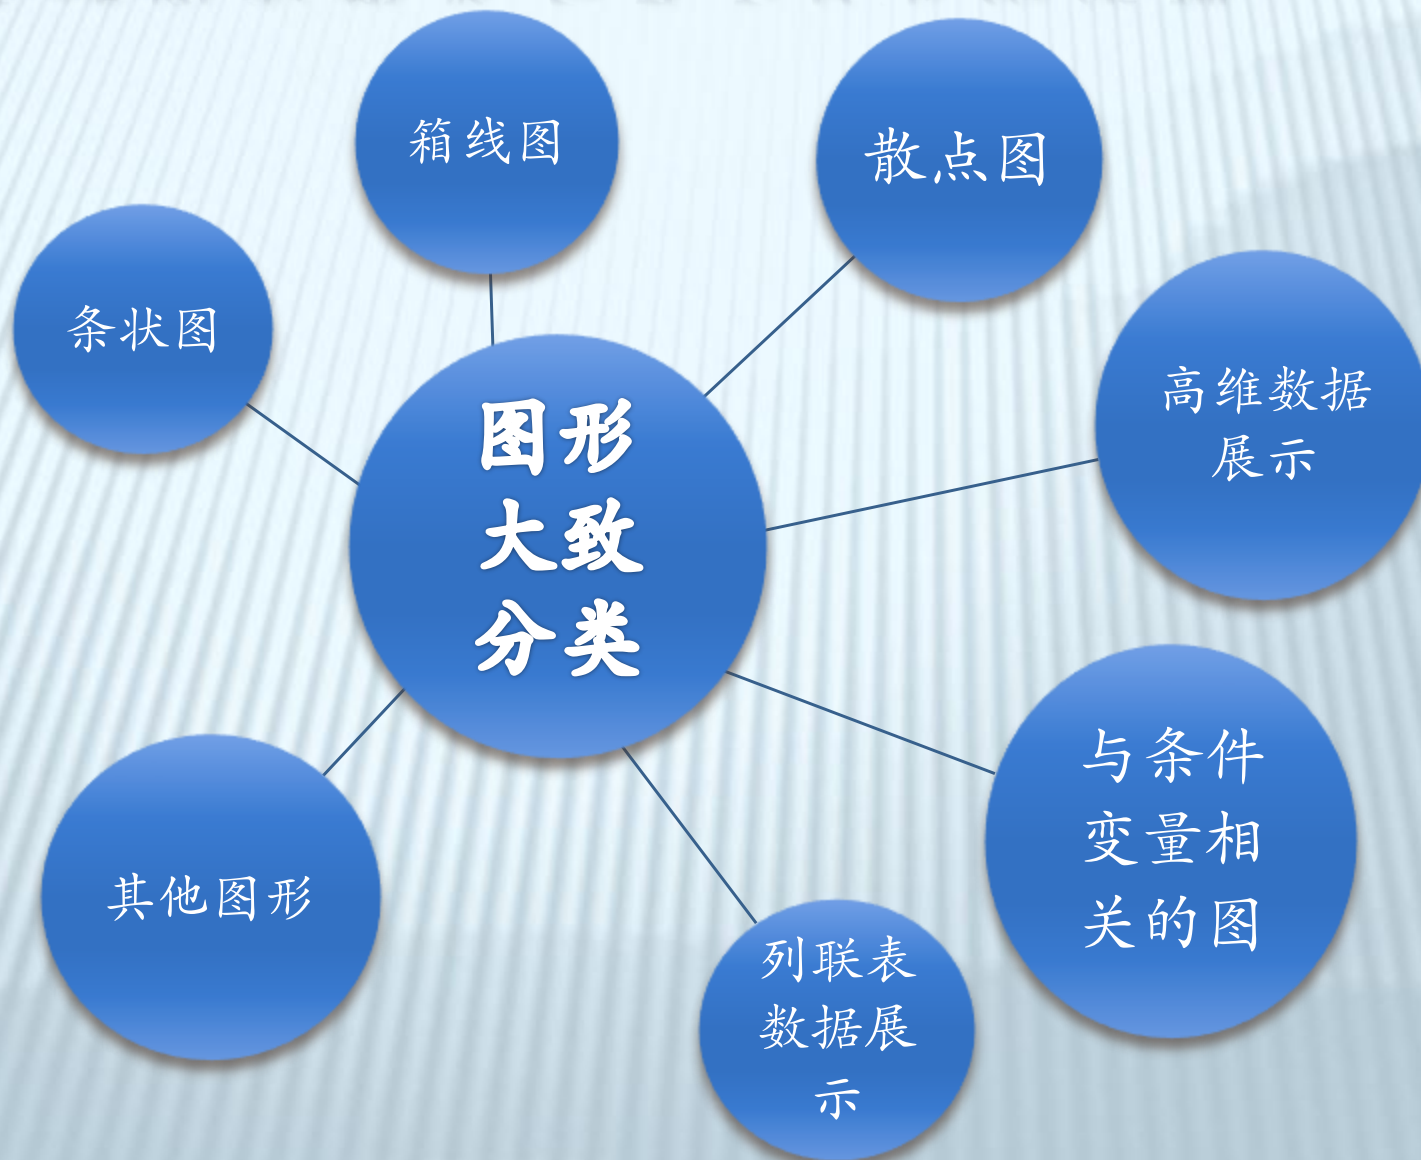 箱线图
散点图
条状图
高维数据
展示
图形
大致
分类
与条件
变量相
关的图
其他图形
列联表
数据展
示